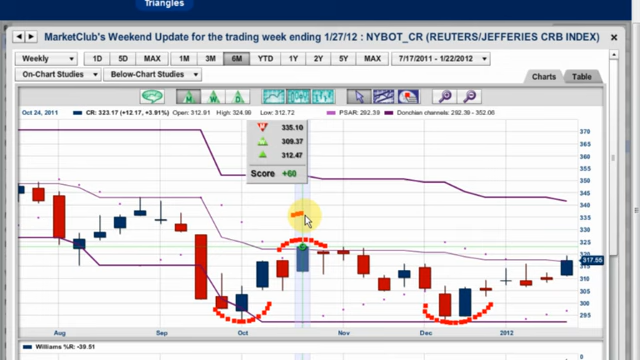 Triangles
MarketClub's Weekend Update for the trading week ending 1/27/12 : NYBOT_CR (REUTERS/JEFFERIES CRB INDEX)
Weekly 1D 5D MAX 1M 3M 6M YTD 1Y 2Y 5Y MAX 7/17/2011 - 1/22/2012
On-Chart Studies Below-Chart Studies Charts Table
M W D
Oct 24, 2011 CR: 323.17 (+12.17, +3.91%) Open: 312.91 High: 324.99 Low: 312.72 PSAR: 292.39 Donchien channels: 292.39 - 352.06
335.10
309.37
312.47
Score +60
370
365
360
355
350
345
340
335
330
325
317.55
315
310
305
300
295
Aug Sep Oct Nov Dec 2012
Williams %R: -39.51